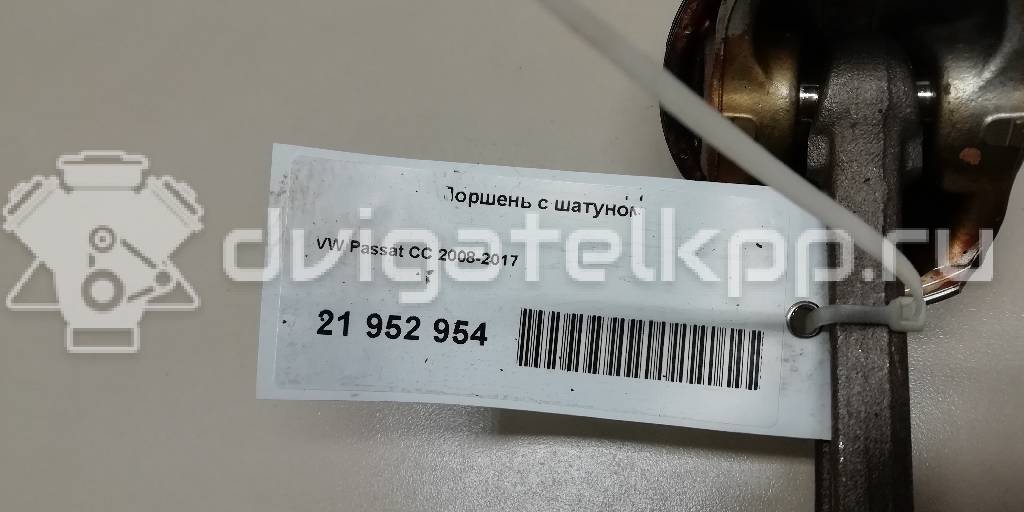 Поршень с шатуном
VW Passat CC 2008-2017
21 952 954
dvigatelkpp.ru